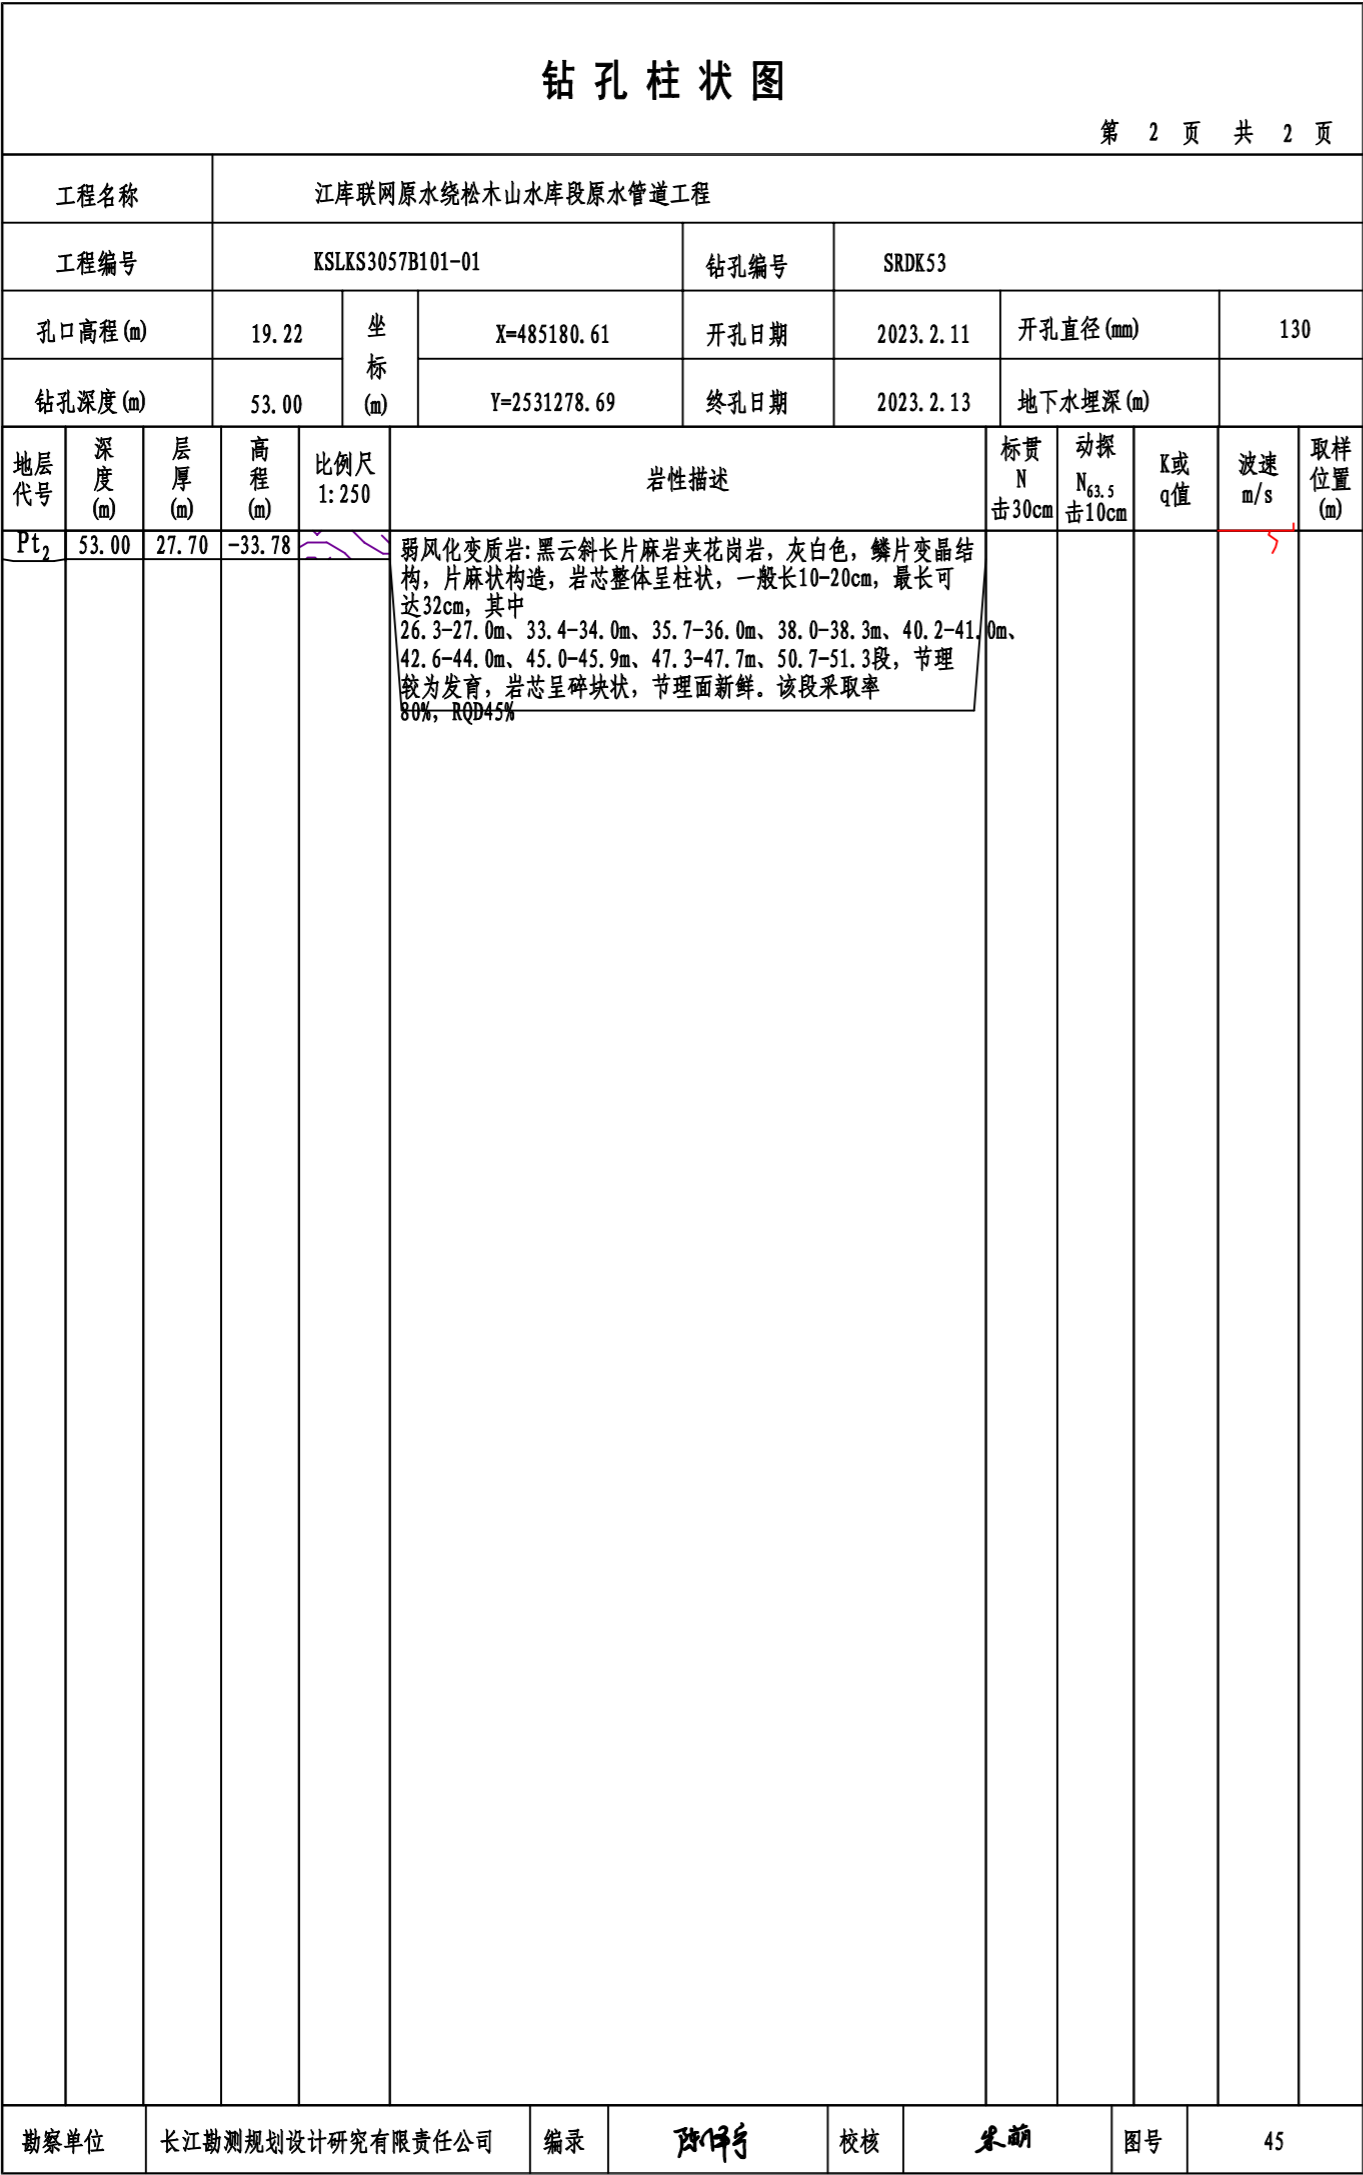 钻孔柱状图
第 2 页 共 2 页
工程名称 江库联网原水绕松木山水库段原水管道工程
工程编号 KSLKS3057B101-01 钻孔编号 SRDK53
孔口高程(m) 19.22 坐标(m) X=485180.61 开孔日期 2023.2.11 开孔直径(mm) 130
钻孔深度(m) 53.00 Y=2531278.69 终孔日期 2023.2.13 地下水埋深(m)
地层代号 深度(m) 层厚(m) 高程(m) 比例尺1:250 岩性描述 标贯N击30cm 动探N63.5击10cm K或q值 波速m/s 取样位置(m)
Pt2 53.00 27.70 -33.78
弱风化变质岩:黑云斜长片麻岩夹花岗岩，灰白色，鳞片变晶结
构，片麻状构造，岩芯整体呈柱状，一般长10-20cm，最长可
达32cm，其中
26.3-27.0m、33.4-34.0m、35.7-36.0m、38.0-38.3m、40.2-41.0m、
42.6-44.0m、45.0-45.9m、47.3-47.7m、50.7-51.3段，节理
较为发育，岩芯呈碎块状，节理面新鲜。该段采取率
80%，RQD45%
勘察单位 长江勘测规划设计研究有限责任公司 编录 校核 朱萌 图号 45